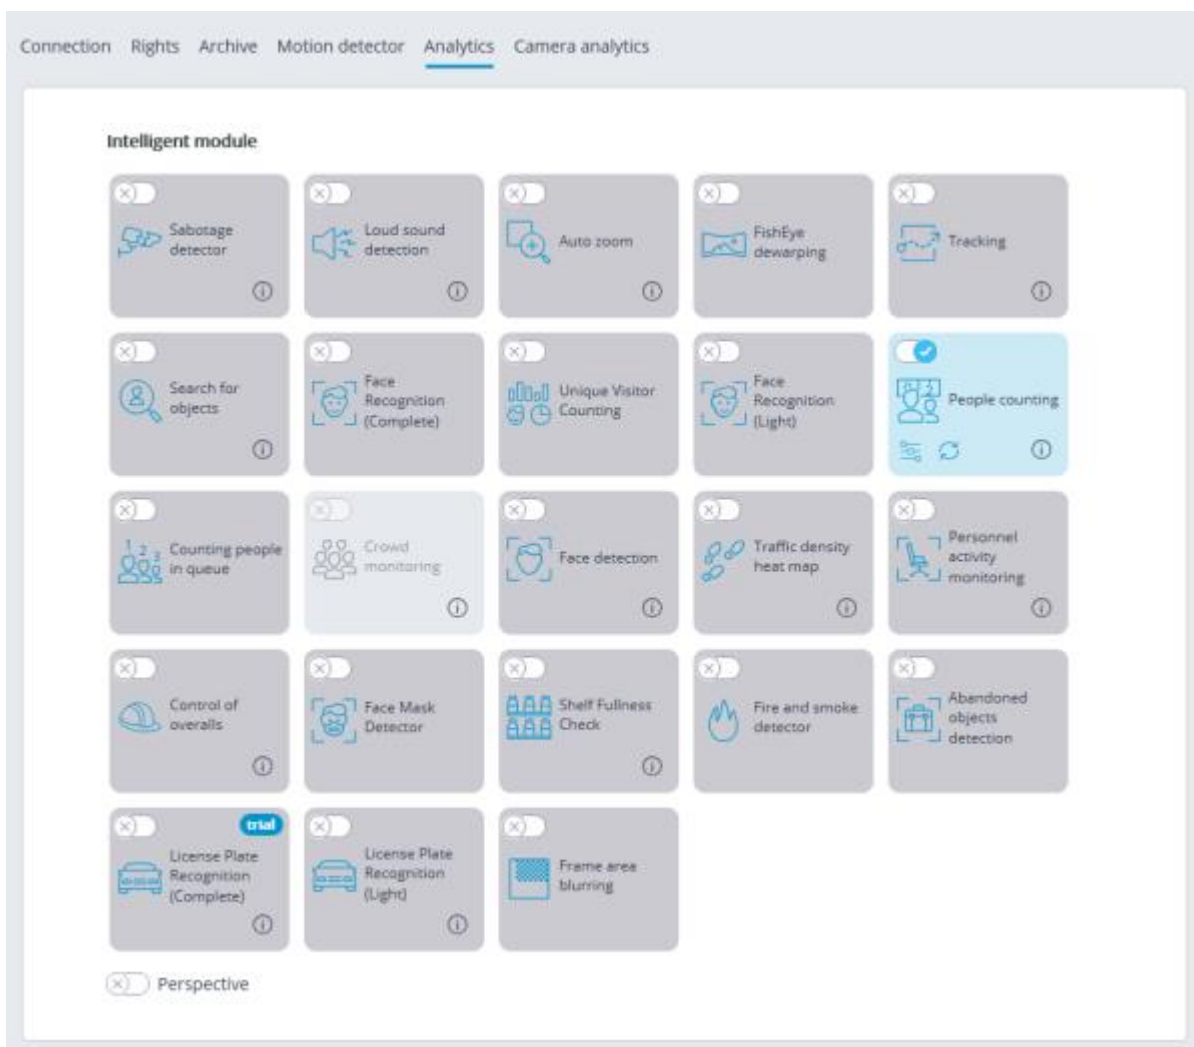 Connection Rights Archive Motion detector Analytics Camera analytics
Intelligent module
Sabotage
detector
Loud sound
detection
Auto zoom
FishEye
dewarping
Tracking
Search for
objects
Face
Recognition
(Complete)
Unique Visitor
Counting
Face
Recognition
(Light)
People counting
1 2 3
Counting people
in queue
Crowd
monitoring
Face detection
Traffic density
heat map
Personnel
activity
monitoring
Control of
overalls
Face Mask
Detector
Shelf Fullness
Check
Fire and smoke
detector
Abandoned
objects
detection
trial
License Plate
Recognition
(Complete)
License Plate
Recognition
(Light)
Frame area
blurring
Perspective